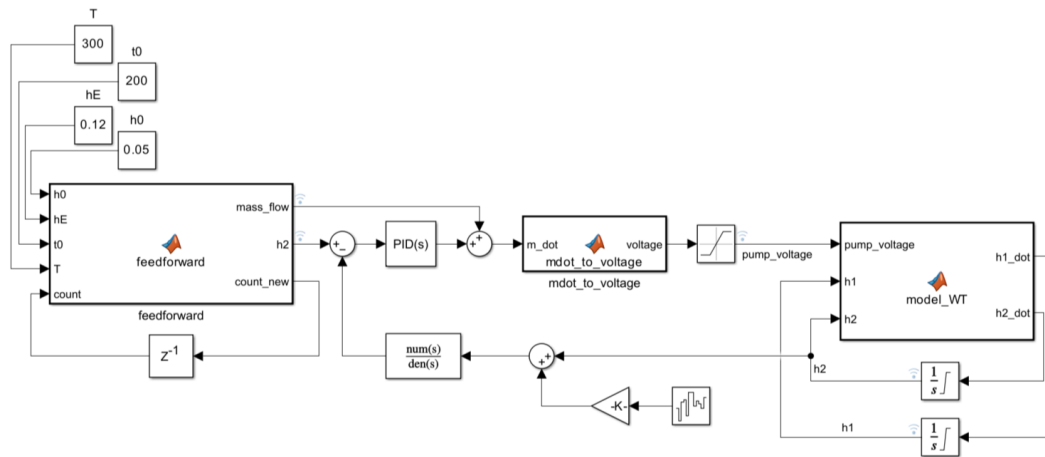 T
300
t0
200
hE
0.12
h0
0.05
h0
hE
t0
T
count
feedforward
mass_flow
h2
count_new
feedforward
Z-1
+
-
PID(s)
+
+
m_dot
voltage
mdot_to_voltage
mdot_to_voltage
pump_voltage
pump_voltage
h1
h2
model_WT
h1_dot
h2_dot
num(s)
den(s)
+
+
-K-
h2
1
s
h1
1
s